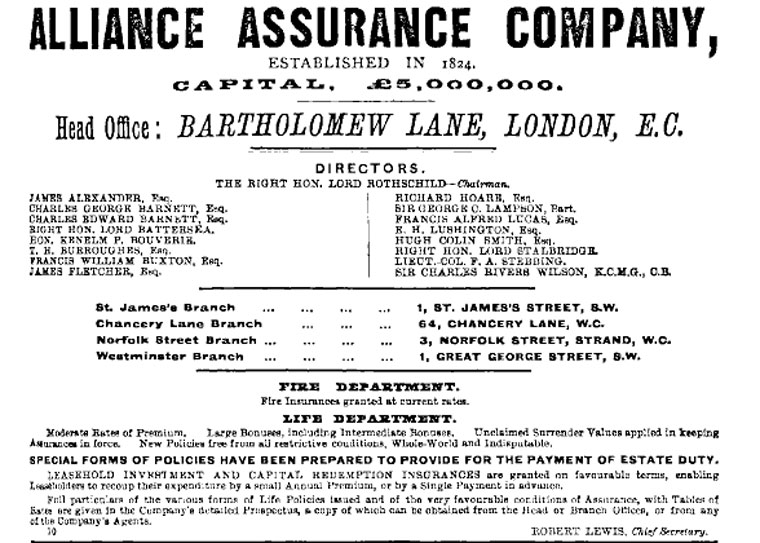 ALLIANCE ASSURANCE COMPANY,
ESTABLISHED IN 1824.
CAPITAL, £5,000,000.
Head Office: BARTHOLOMEW LANE, LONDON, E.C.
DIRECTORS.
THE RIGHT HON. LORD ROTHSCHILD—Chairman.
JAMES ALEXANDER, Esq.
CHARLES GEORGE BARNETT, Esq.
CHARLES EDWARD BARNETT, Esq.
RIGHT HON. LORD BATTERSEA.
HON. KENELM P. BOUVERIE.
T. H. BURROUGHES, Esq.
FRANCIS WILLIAM BUXTON, Esq.
JAMES FLETCHER, Esq.
RICHARD HOARE, Esq.
SIR GEORGE C. LAMPSON, Bart.
FRANCIS ALFRED LUCAS, Esq.
E. H. LUSHINGTON, Esq.
HUGH COLIN SMITH, Esq.
RIGHT HON. LORD STALBRIDGE.
LIEUT.-COL. F. A. STEBBING.
SIR CHARLES RIVERS WILSON, K.C.M.G., C.B.
St. James's Branch ... ... ... ... 1, ST. JAMES'S STREET, S.W.
Chancery Lane Branch ... ... ... 64, CHANCERY LANE, W.C.
Norfolk Street Branch ... ... ... ... 3, NORFOLK STREET, STRAND, W.C.
Westminster Branch ... ... ... ... 1, GREAT GEORGE STREET, S.W.
FIRE DEPARTMENT.
Fire Insurances granted at current rates.
LIFE DEPARTMENT.
Moderate Rates of Premium. Large Bonuses, including Intermediate Bonuses. Unclaimed Surrender Values applied in keeping
Assurances in force. New Policies free from all restrictive conditions, Whole-World and Indisputable.
SPECIAL FORMS OF POLICIES HAVE BEEN PREPARED TO PROVIDE FOR THE PAYMENT OF ESTATE DUTY.
LEASEHOLD INVESTMENT AND CAPITAL REDEMPTION INSURANCES are granted on favourable terms, enabling
Leaseholders to recoup their expenditure by a small Annual Premium, or by a Single Payment in advance.
Full particulars of the various forms of Life Policies issued and of the very favourable conditions of Assurance, with Tables of
Rates are given in the Company's detailed Prospectus, a copy of which can be obtained from the Head or Branch Offices, or from any
of the Company's Agents.
10 ROBERT LEWIS, Chief Secretary.